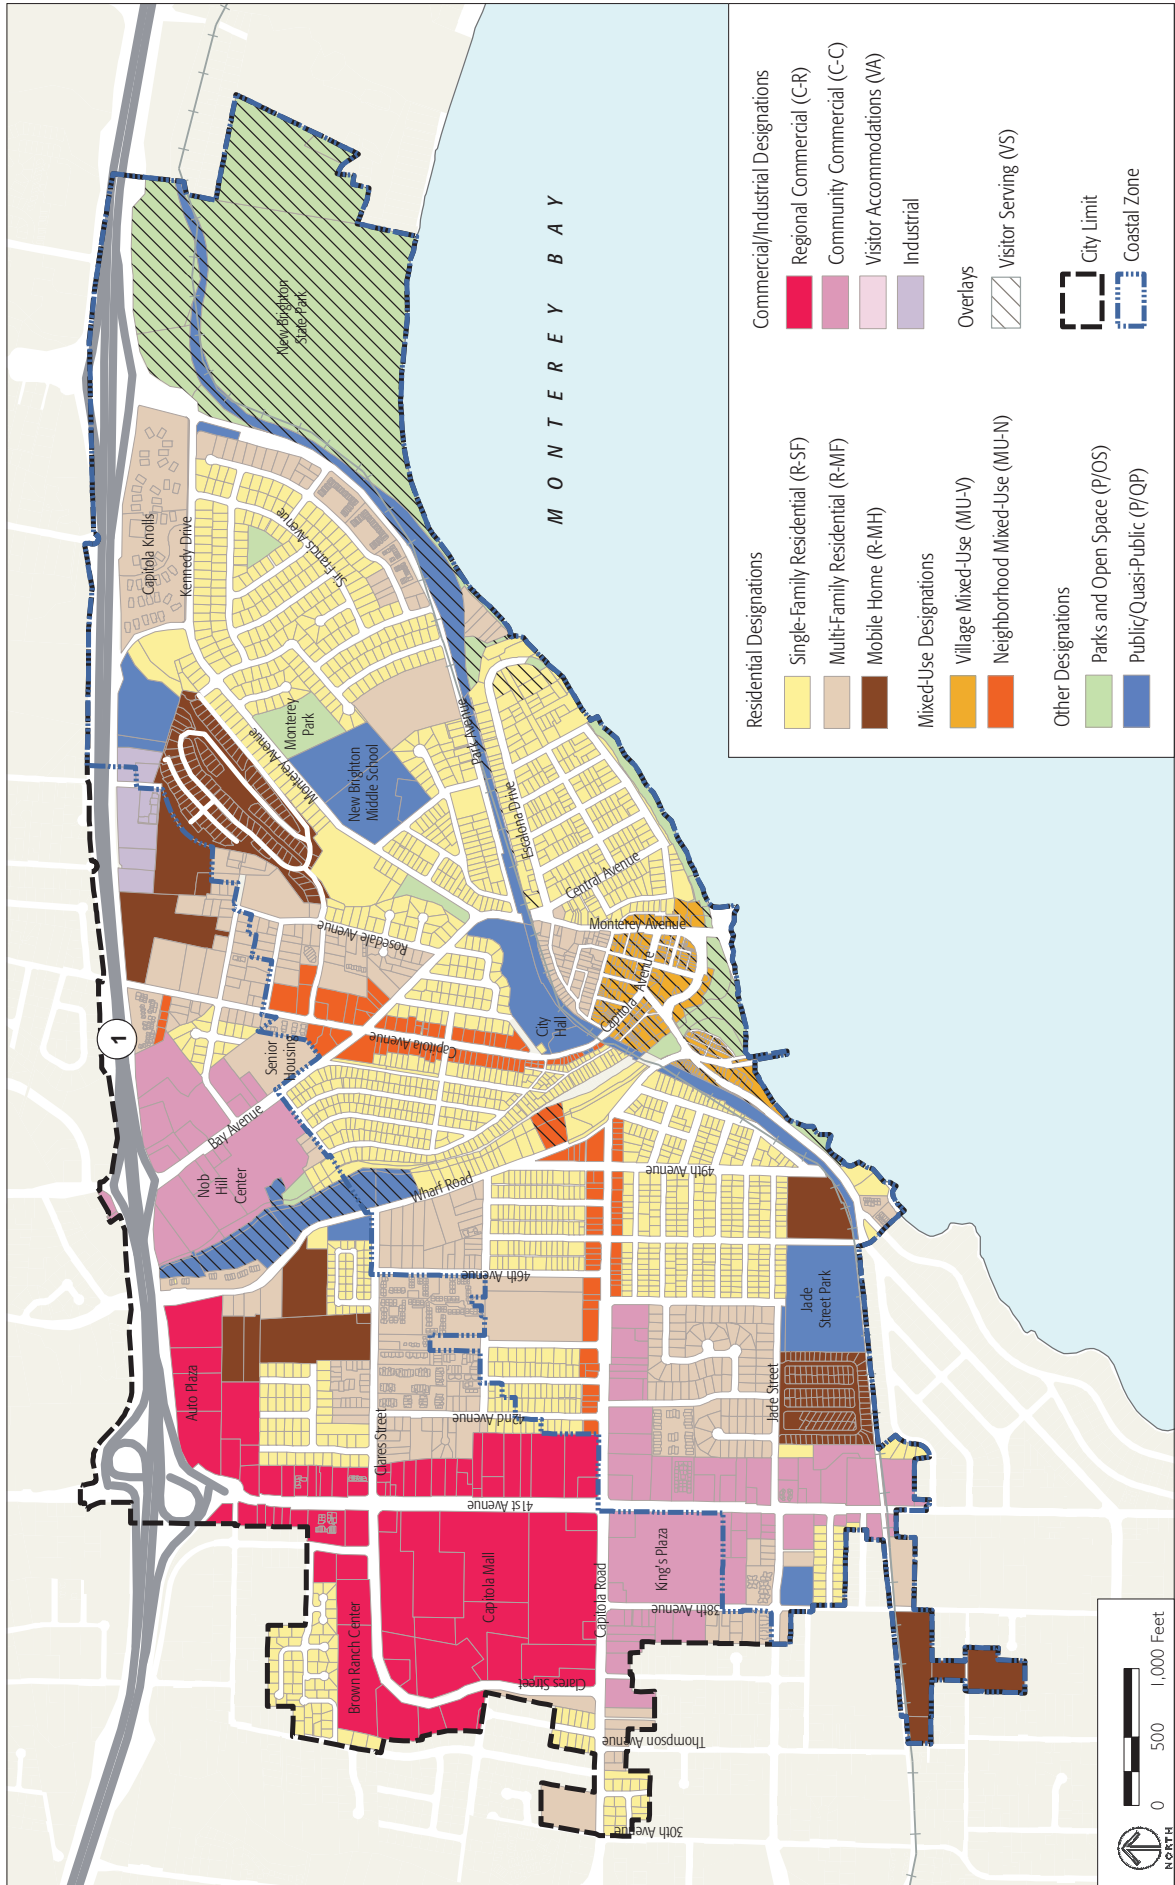 1
New Brighton
State Park
MONTEREY BAY
Capitola Knolls
Kennedy Drive
Sir Francis Avenue
Monterey Avenue
Monterey
Park
New Brighton
Middle School
Park Avenue
Escalona Drive
Central Avenue
Monterey Avenue
Rosedale Avenue
Capitola Avenue
City
Hall
Capitola Avenue
Senior
Housing
Bay Avenue
Nob
Hill
Center
Wharf Road
49th Avenue
46th Avenue
42nd Avenue
Jade
Street Park
Jade Street
Auto Plaza
Clares Street
41st Avenue
Capitola Mall
Brown Ranch Center
King's Plaza
38th Avenue
Capitola Road
Clares Street
Thompson Avenue
30th Avenue
Residential Designations
Single-Family Residential (R-SF)
Multi-Family Residential (R-MF)
Mobile Home (R-MH)
Mixed-Use Designations
Village Mixed-Use (MU-V)
Neighborhood Mixed-Use (MU-N)
Other Designations
Parks and Open Space (P/OS)
Public/Quasi-Public (P/QP)
Commercial/Industrial Designations
Regional Commercial (C-R)
Community Commercial (C-C)
Visitor Accommodations (VA)
Industrial
Overlays
Visitor Serving (VS)
City Limit
Coastal Zone
NORTH
0 500 1,000 Feet